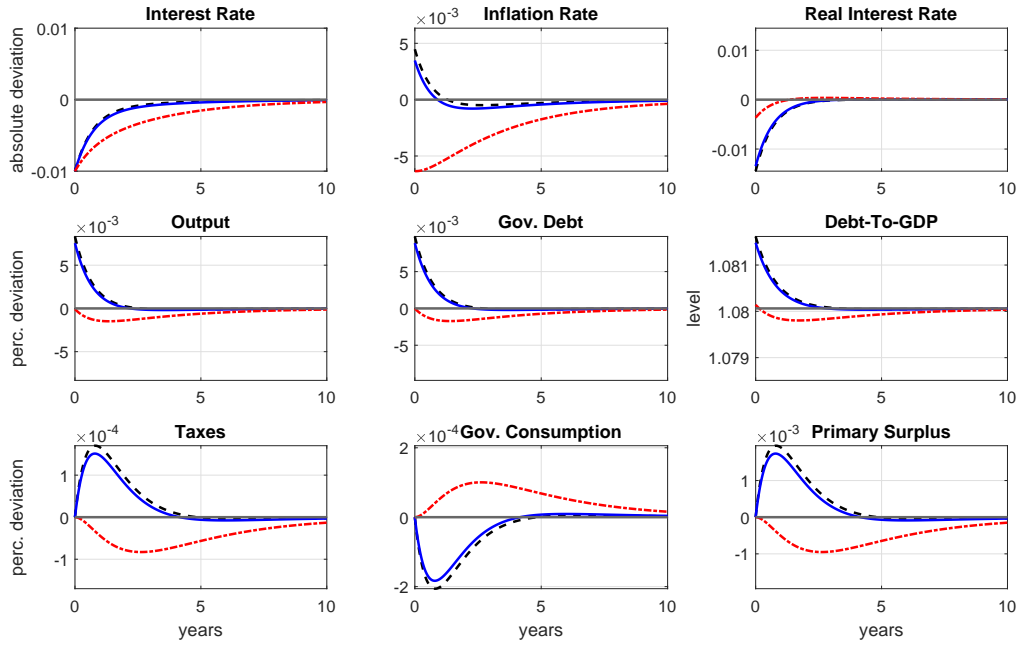 Interest Rate
absolute deviation
0.01
0
-0.01
0 5 10
Inflation Rate
×10⁻³
5
0
-5
0 5 10
Real Interest Rate
0.01
0
-0.01
0 5 10
Output
×10⁻³
perc. deviation
5
0
-5
0 5 10
Gov. Debt
×10⁻³
5
0
-5
0 5 10
Debt-To-GDP
level
1.081
1.08
1.079
0 5 10
Taxes
×10⁻⁴
perc. deviation
1
0
-1
0 5 10
years
Gov. Consumption
×10⁻⁴
2
0
-2
0 5 10
years
Primary Surplus
×10⁻³
1
0
-1
0 5 10
years